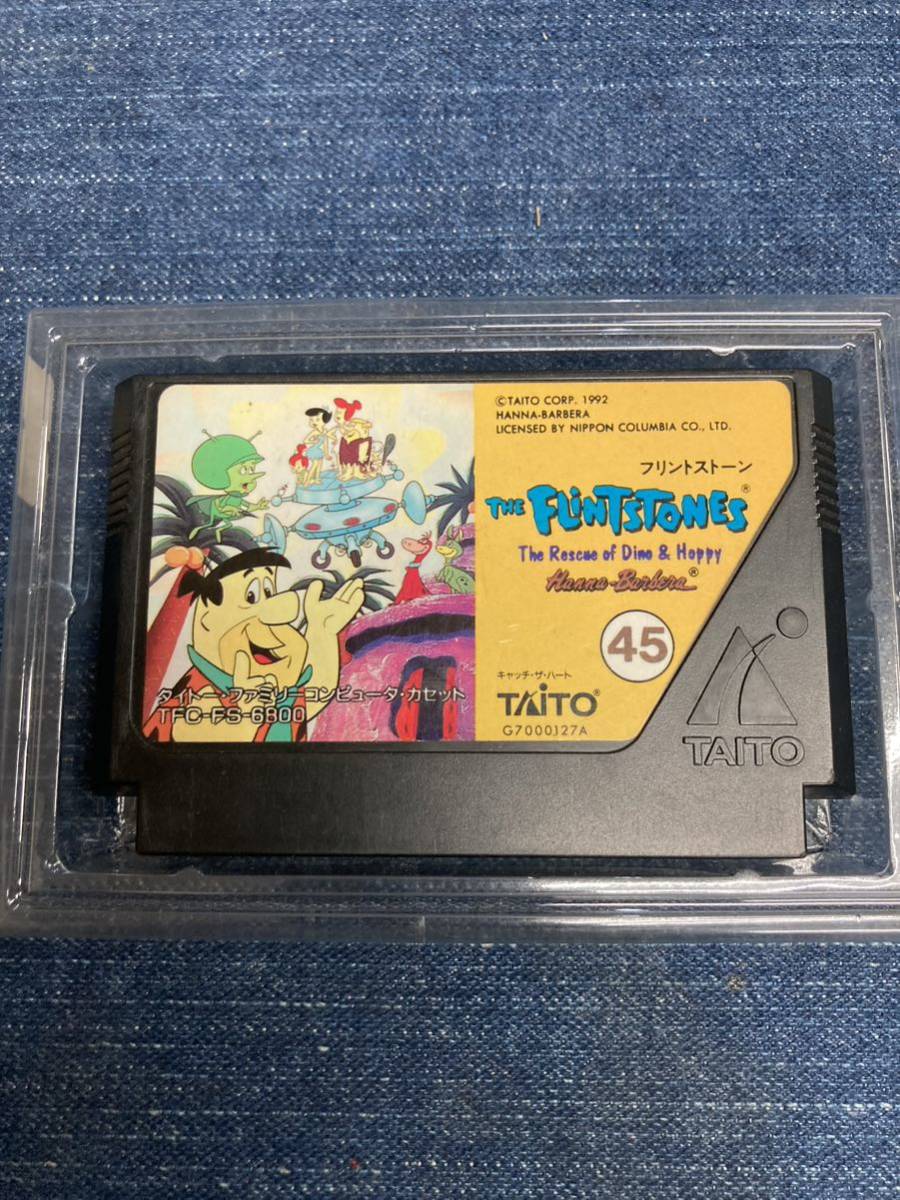 ©TAITO CORP. 1992
HANNA-BARBERA
LICENSED BY NIPPON COLUMBIA CO., LTD.
フリントストーン
THE FLINTSTONES®
The Rescue of Dino & Hoppy
Hanna-Barbera®
45
キャッチ・ザ・ハート
TAITO®
G7000127A
タイトー・ファミリーコンピュータ・カセット
TFC-FS-6800
TAITO